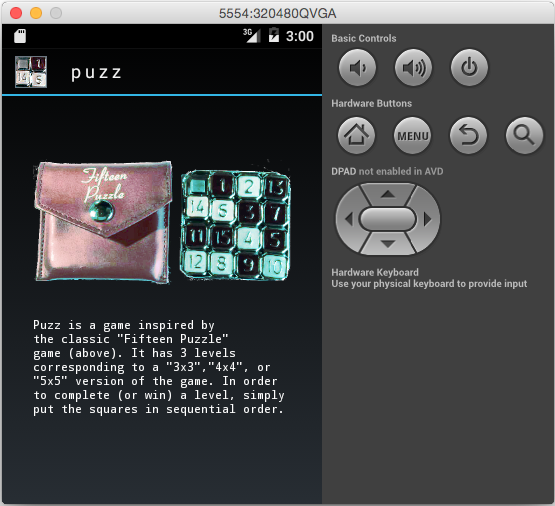 5554:320480QVGA
3G
3:00
puzz
Fifteen
Puzzle
1 2 13
14 5 3 7
11 15 4 5
12 8 9 10
Puzz is a game inspired by
the classic "Fifteen Puzzle"
game (above). It has 3 levels
corresponding to a "3x3","4x4", or
"5x5" version of the game. In order
to complete (or win) a level, simply
put the squares in sequential order.
Basic Controls
Hardware Buttons
MENU
DPAD not enabled in AVD
Hardware Keyboard
Use your physical keyboard to provide input